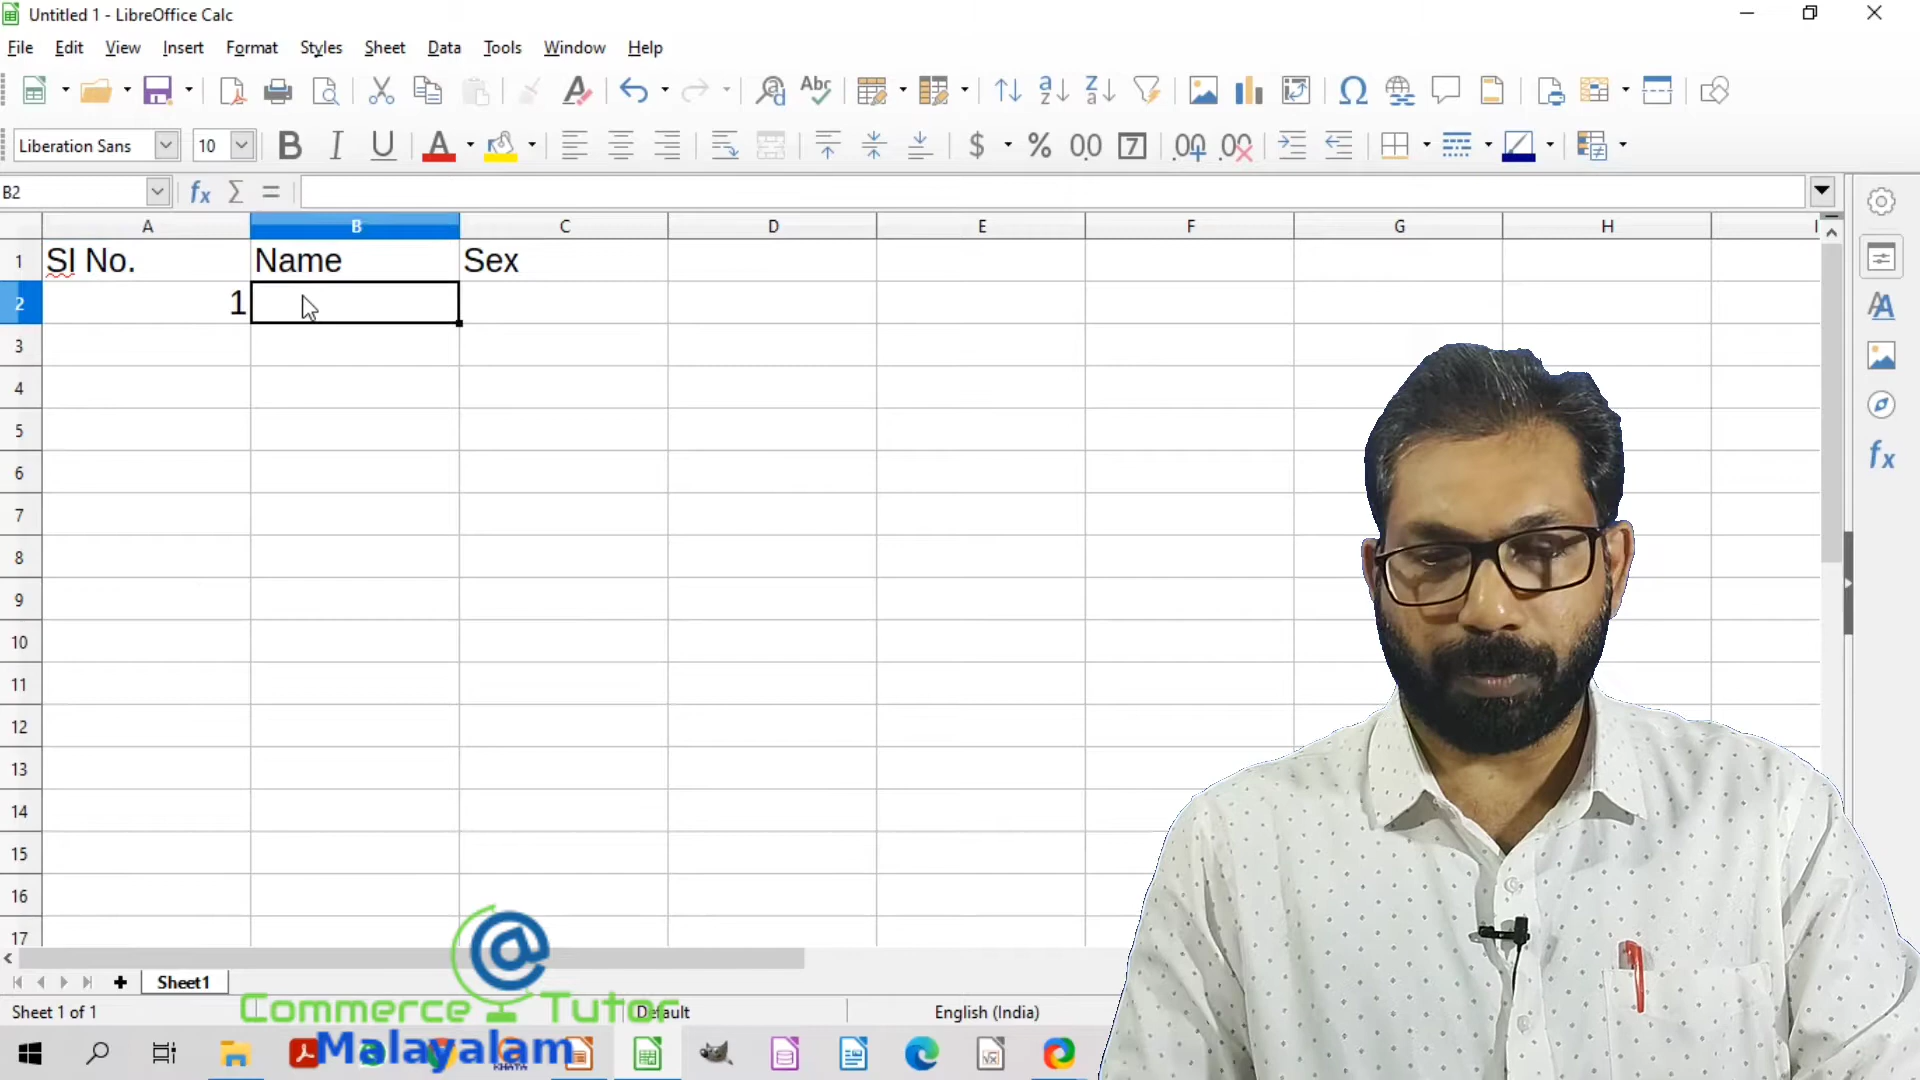 Untitled 1 - LibreOffice Calc
File Edit View Insert Format Styles Sheet Data Tools Window Help
Liberation Sans 10
B2
A B C D E F G H I
1 SI No. Name Sex
2 1
3
4
5
6
7
8
9
10
11
12
13
14
15
16
17
Sheet1
Sheet 1 of 1 Default English (India)
Commerce Tutor
Malayalam
KHATA